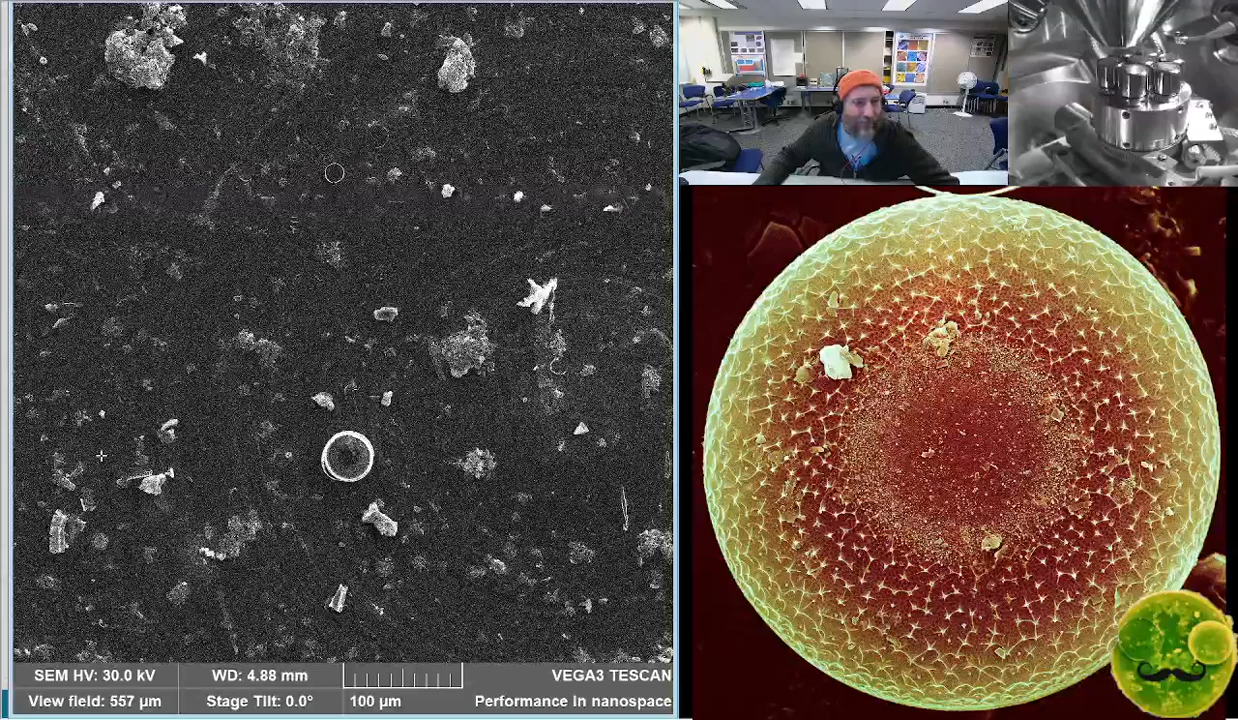 SEM HV: 30.0 kV
WD: 4.88 mm
VEGA3 TESCAN
View field: 557 µm
Stage Tilt: 0.0°
100 µm
Performance in nanospace